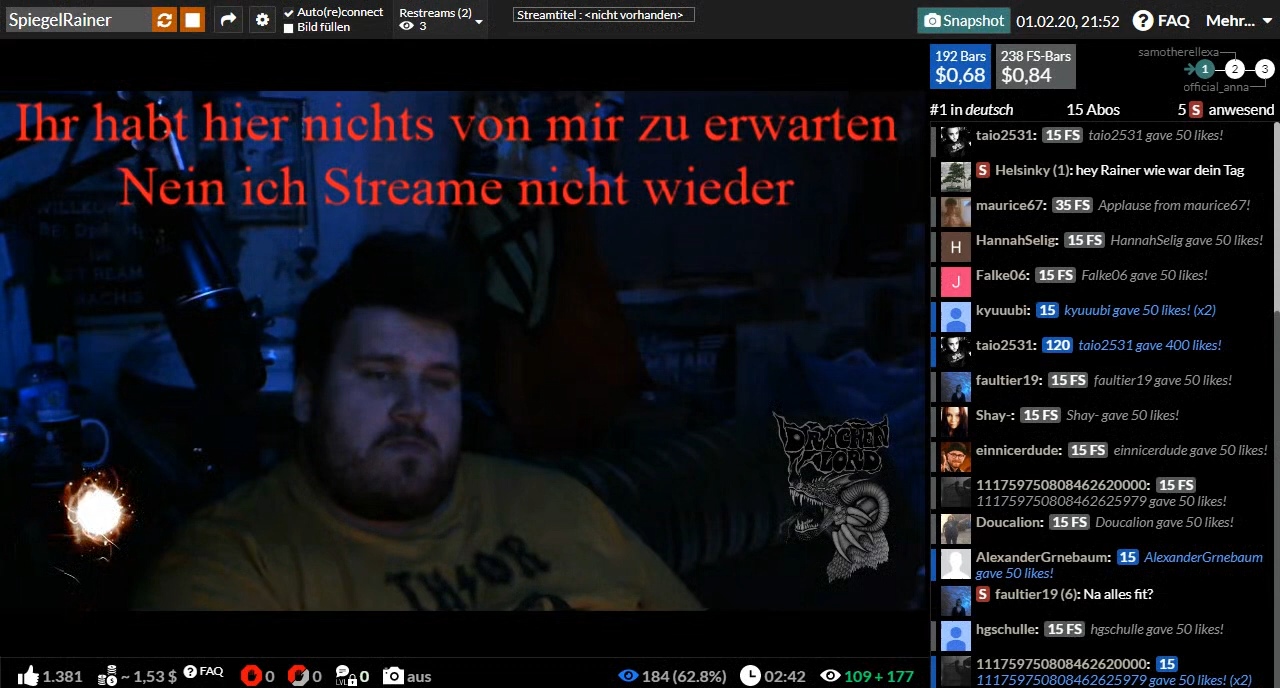 SpiegelRainer
Auto(re)connect
Bild füllen
Restreams (2)
3
Streamtitel : <nicht vorhanden>
Snapshot
01.02.20, 21:52
FAQ
Mehr...
192 Bars
$0,68
238 FS-Bars
$0,84
samotherellexa
1 2 3
official_anna
#1 in deutsch
15 Abos
5 S anwesend
Ihr habt hier nichts von mir zu erwarten
Nein ich Streame nicht wieder
DRACHEN
LORD
THSOR
taio2531: 15 FS taio2531 gave 50 likes!
S Helsinky (1): hey Rainer wie war dein Tag
maurice67: 35 FS Applause from maurice67!
H HannahSelig: 15 FS HannahSelig gave 50 likes!
J Falke06: 15 FS Falke06 gave 50 likes!
kyuuubi: 15 kyuuubi gave 50 likes! (x2)
taio2531: 120 taio2531 gave 400 likes!
faultier19: 15 FS faultier19 gave 50 likes!
Shay-: 15 FS Shay- gave 50 likes!
einnicerdude: 15 FS einnicerdude gave 50 likes!
111759750808462620000: 15 FS
111759750808462625979 gave 50 likes!
Doucalion: 15 FS Doucalion gave 50 likes!
AlexanderGrnebaum: 15 AlexanderGrnebaum
gave 50 likes!
S faultier19 (6): Na alles fit?
hgschulle: 15 FS hgschulle gave 50 likes!
111759750808462620000: 15
111759750808462625979 gave 50 likes! (x2)
1.381
~ 1,53 $
FAQ
0
0
LVL 0
aus
184 (62.8%)
02:42
109 + 177